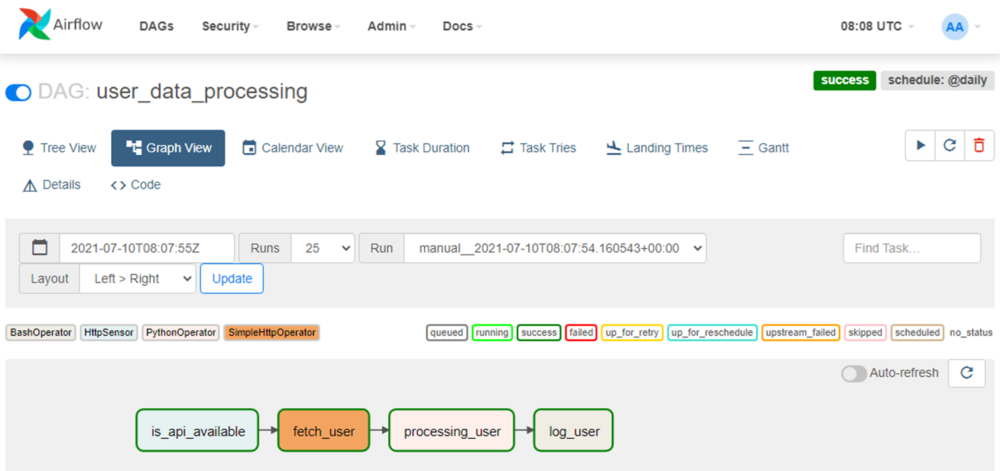 Airflow DAGs Security Browse Admin Docs 08:08 UTC AA
DAG: user_data_processing success schedule: @daily
Tree View Graph View Calendar View Task Duration Task Tries Landing Times Gantt
Details <> Code
2021-07-10T08:07:55Z Runs 25 Run manual__2021-07-10T08:07:54.160543+00:00 Find Task...
Layout Left > Right Update
BashOperator HttpSensor PythonOperator SimpleHttpOperator queued running success failed up_for_retry up_for_reschedule upstream_failed skipped scheduled no_status
Auto-refresh
is_api_available fetch_user processing_user log_user